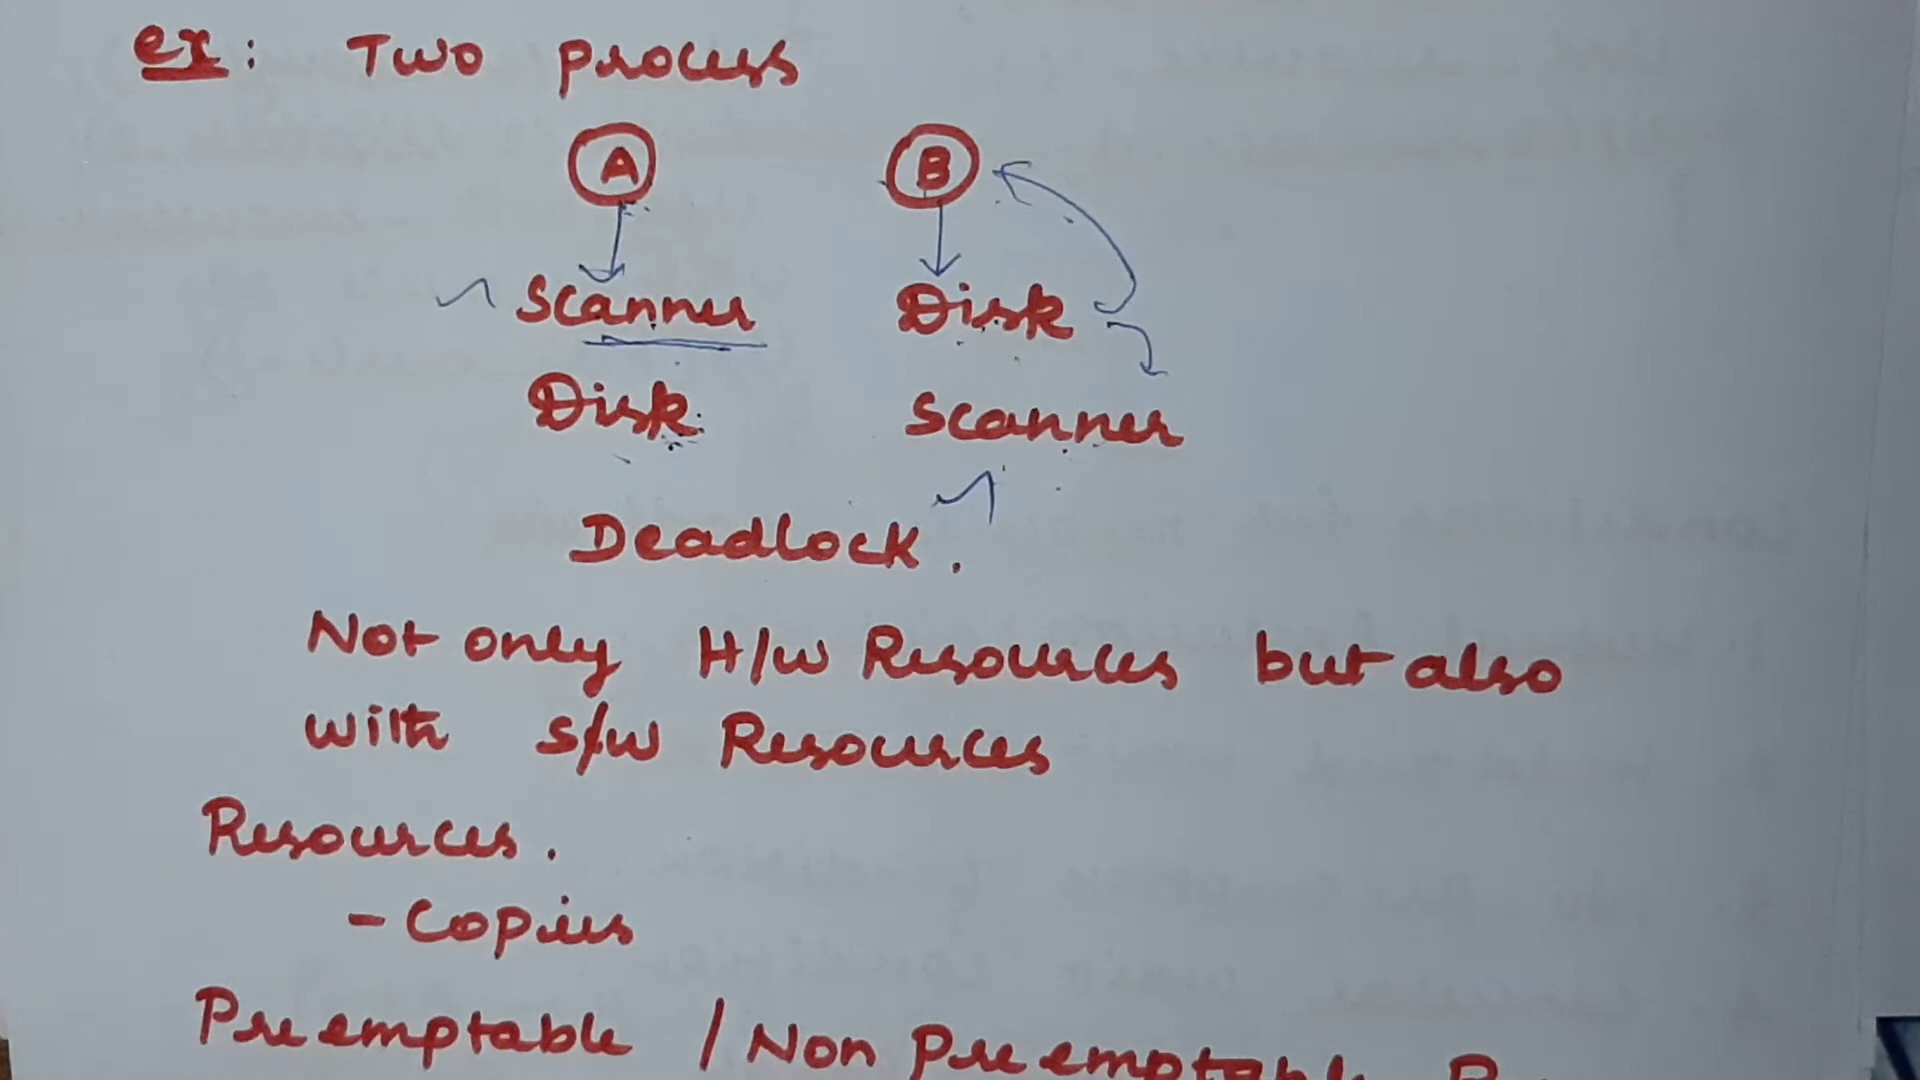 ex: Two process
A B
Scanner Disk
Disk Scanner
Deadlock.
Not only H/w Resources but also
with s/w Resources
Resources.
- Copies
Preemptable / Non Preemptable